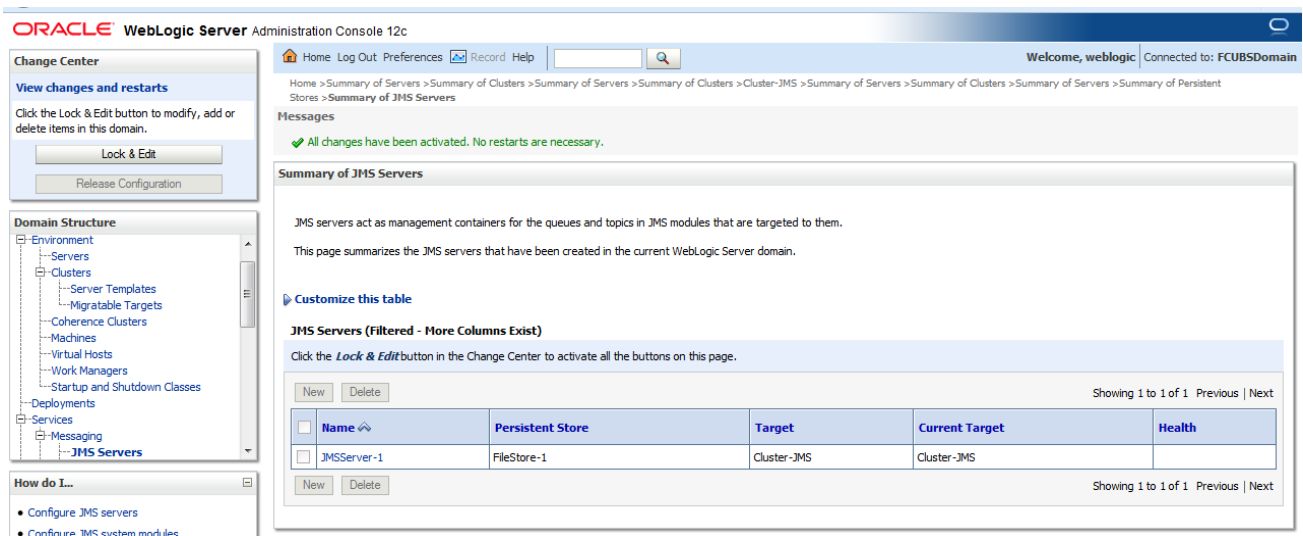 ORACLE WebLogic Server Administration Console 12c
Change Center
View changes and restarts
Click the Lock & Edit button to modify, add or
delete items in this domain.
Lock & Edit
Release Configuration
Domain Structure
Environment
Servers
Clusters
Server Templates
Migratable Targets
Coherence Clusters
Machines
Virtual Hosts
Work Managers
Startup and Shutdown Classes
Deployments
Services
Messaging
JMS Servers
How do I...
Configure JMS servers
Configure JMS system modules
Home Log Out Preferences Record Help
Welcome, weblogic Connected to: FCUBSDomain
Home >Summary of Servers >Summary of Clusters >Summary of Servers >Summary of Clusters >Cluster-JMS >Summary of Servers >Summary of Clusters >Summary of Servers >Summary of Persistent
Stores >Summary of JMS Servers
Messages
All changes have been activated. No restarts are necessary.
Summary of JMS Servers
JMS servers act as management containers for the queues and topics in JMS modules that are targeted to them.
This page summarizes the JMS servers that have been created in the current WebLogic Server domain.
Customize this table
JMS Servers (Filtered - More Columns Exist)
Click the Lock & Edit button in the Change Center to activate all the buttons on this page.
New Delete Showing 1 to 1 of 1 Previous | Next
Name Persistent Store Target Current Target Health
JMSServer-1 FileStore-1 Cluster-JMS Cluster-JMS
New Delete Showing 1 to 1 of 1 Previous | Next